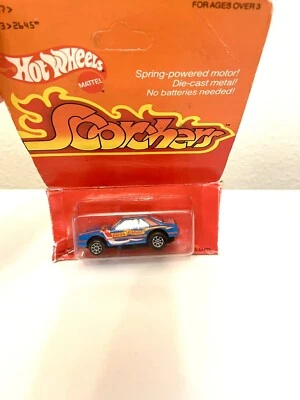 FOR AGES OVER 3
Hot Wheels
MATTEL
Spring-powered motor!
Die-cast metal!
No batteries needed!
Scorchers